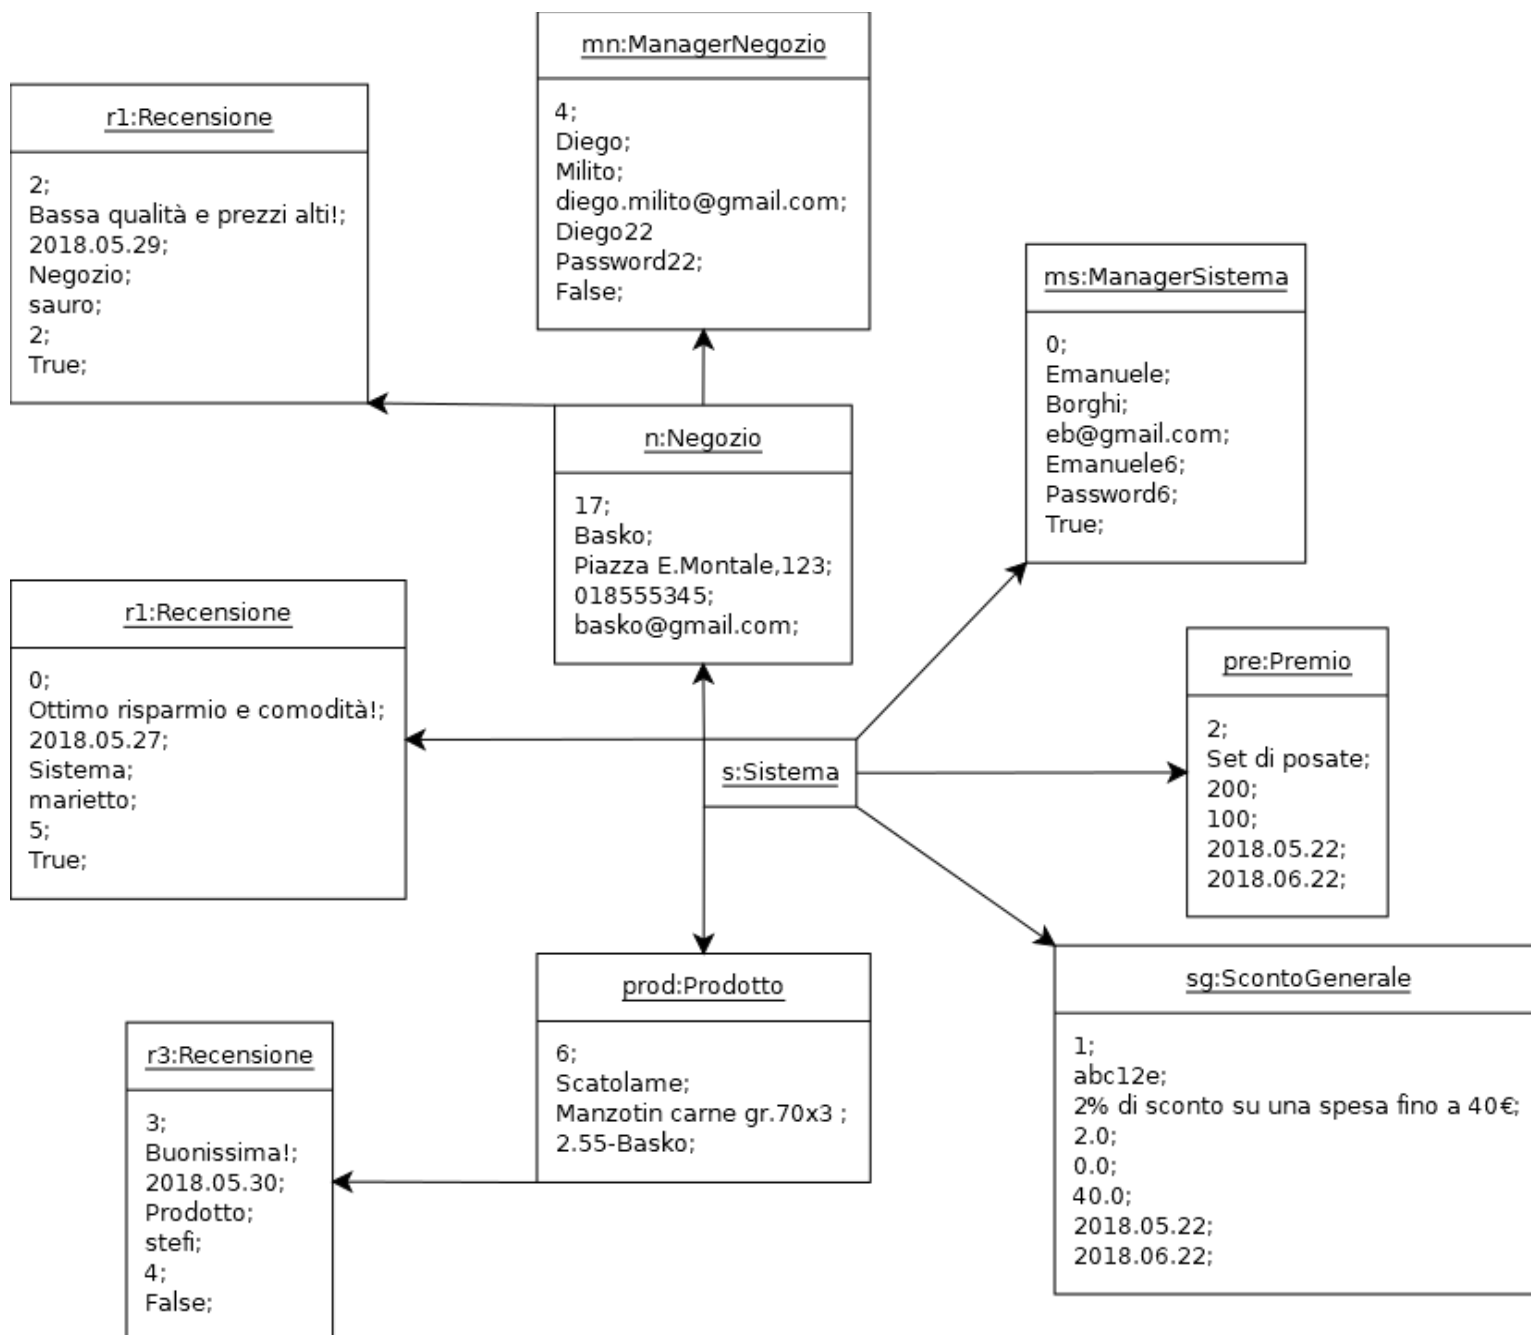 mn:ManagerNegozio
4;
Diego;
Milito;
diego.milito@gmail.com;
Diego22
Password22;
False;
r1:Recensione
2;
Bassa qualità e prezzi alti!;
2018.05.29;
Negozio;
sauro;
2;
True;
ms:ManagerSistema
0;
Emanuele;
Borghi;
eb@gmail.com;
Emanuele6;
Password6;
True;
n:Negozio
17;
Basko;
Piazza E.Montale,123;
018555345;
basko@gmail.com;
r1:Recensione
0;
Ottimo risparmio e comodità!;
2018.05.27;
Sistema;
marietto;
5;
True;
s:Sistema
pre:Premio
2;
Set di posate;
200;
100;
2018.05.22;
2018.06.22;
prod:Prodotto
6;
Scatolame;
Manzotin carne gr.70x3 ;
2.55-Basko;
sg:ScontoGenerale
1;
abc12e;
2% di sconto su una spesa fino a 40€;
2.0;
0.0;
40.0;
2018.05.22;
2018.06.22;
r3:Recensione
3;
Buonissima!;
2018.05.30;
Prodotto;
stefi;
4;
False;